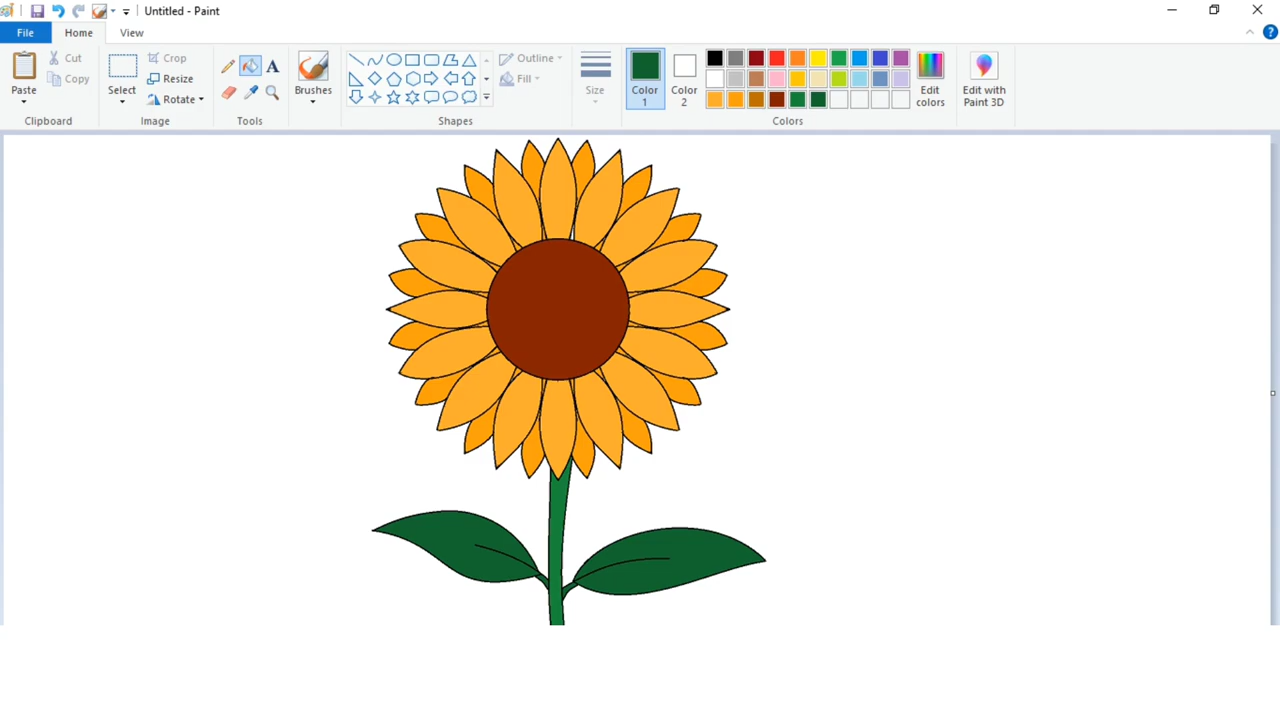 Untitled - Paint
File Home View
Paste Cut Copy Clipboard
Select Crop Resize Rotate Image
A
Tools
Brushes
Outline Fill Shapes
Size
Color 1 Color 2 Edit colors Colors
Edit with Paint 3D
?